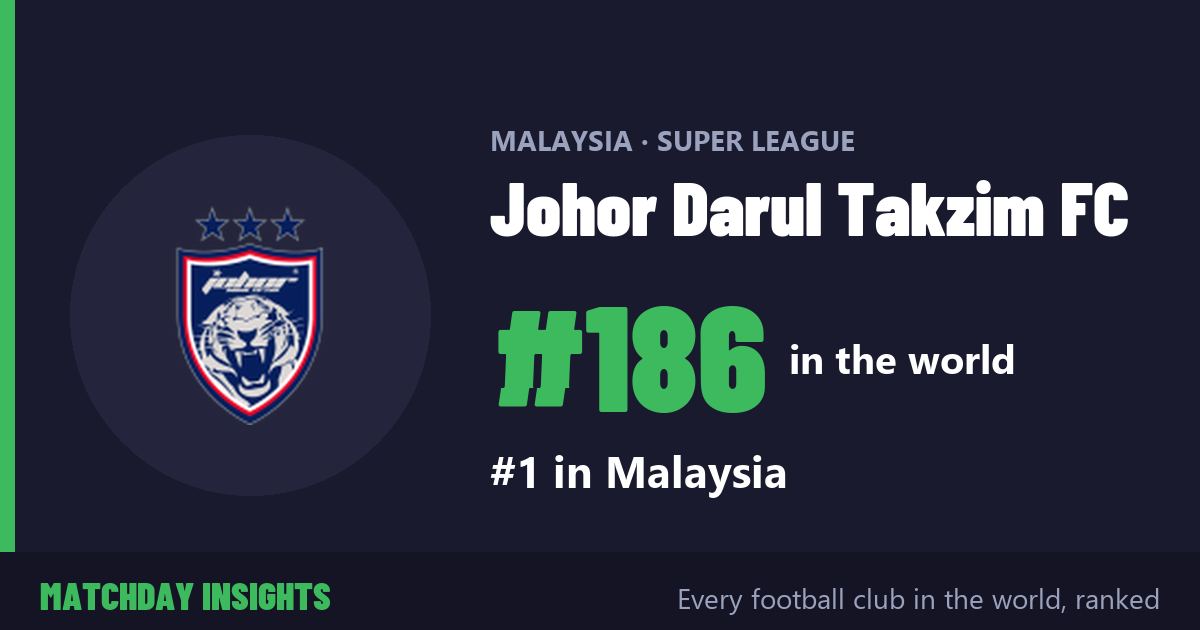 MALAYSIA · SUPER LEAGUE
Johor Darul Takzim FC
johor
#186 in the world
#1 in Malaysia
MATCHDAY INSIGHTS
Every football club in the world, ranked